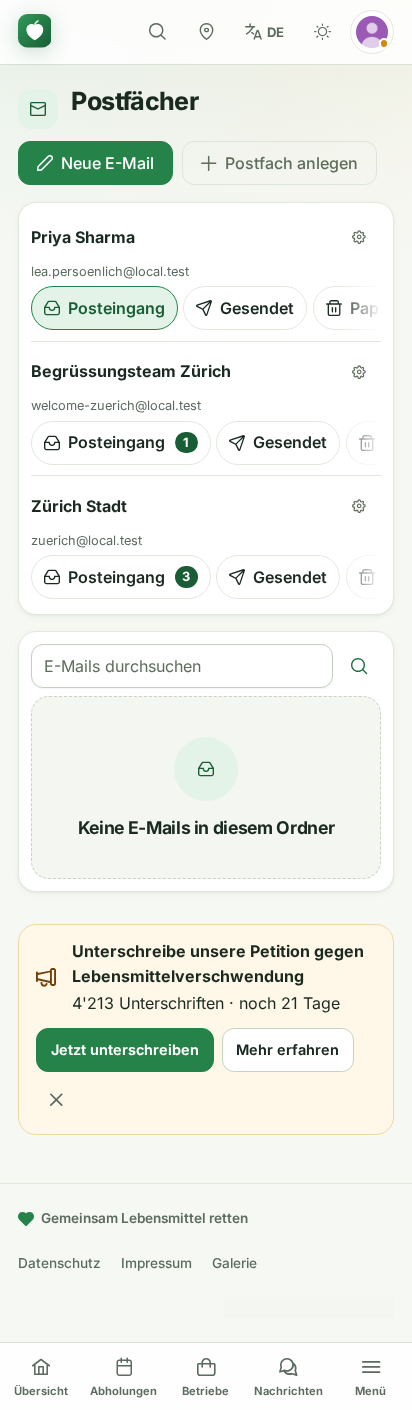 DE
Postfächer
Neue E-Mail
Postfach anlegen
Priya Sharma
lea.persoenlich@local.test
Posteingang
Gesendet
Pap
Begrüssungsteam Zürich
welcome-zuerich@local.test
Posteingang 1
Gesendet
Zürich Stadt
zuerich@local.test
Posteingang 3
Gesendet
E-Mails durchsuchen
Keine E-Mails in diesem Ordner
Unterschreibe unsere Petition gegen
Lebensmittelverschwendung
4'213 Unterschriften · noch 21 Tage
Jetzt unterschreiben
Mehr erfahren
Gemeinsam Lebensmittel retten
Datenschutz
Impressum
Galerie
Übersicht
Abholungen
Betriebe
Nachrichten
Menü